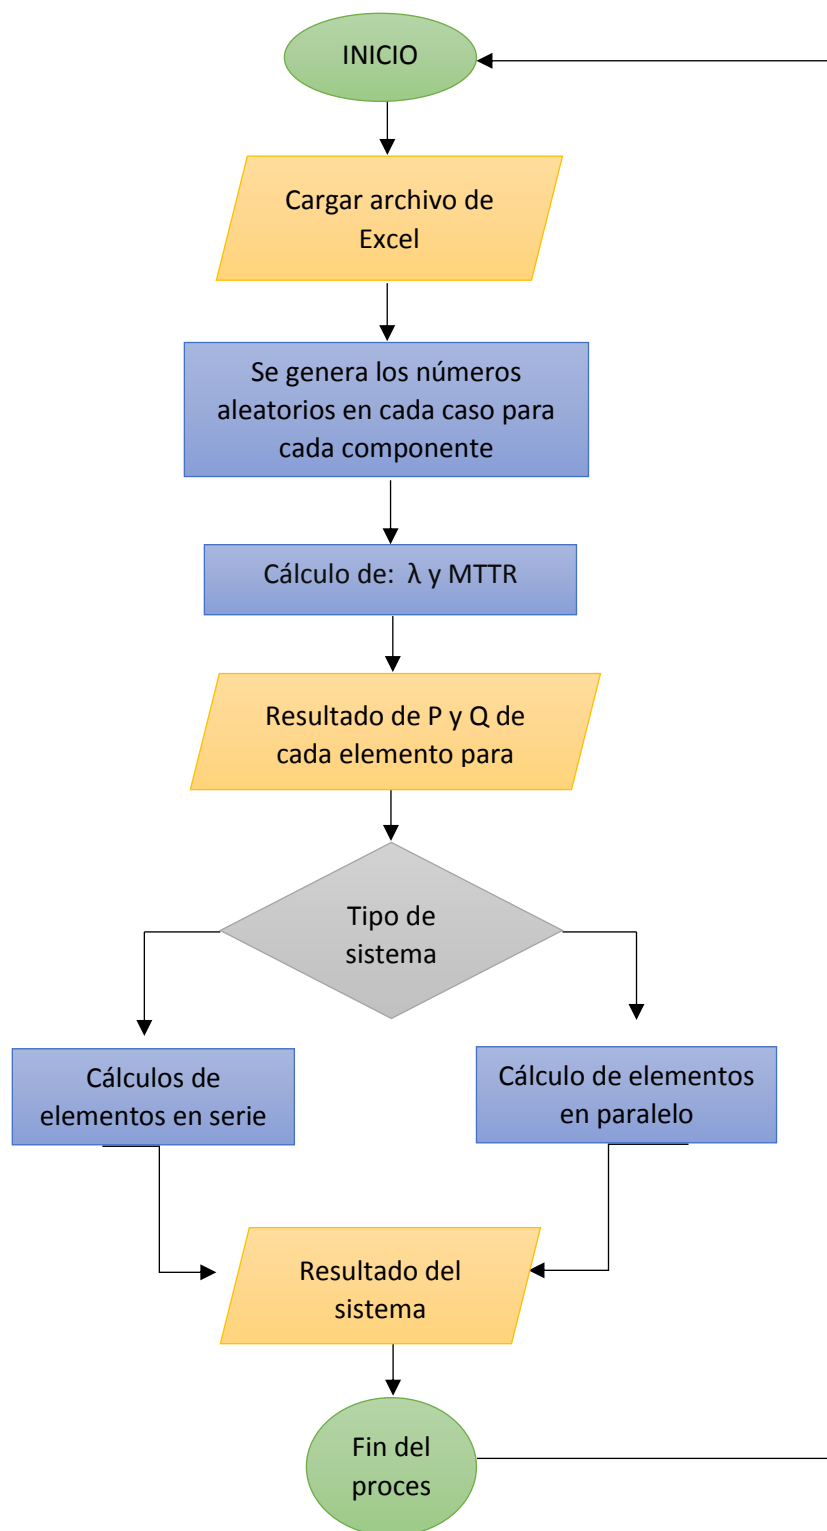 INICIO
Cargar archivo de
Excel
Se genera los números
aleatorios en cada caso para
cada componente
Cálculo de: λ y MTTR
Resultado de P y Q de
cada elemento para
Tipo de
sistema
Cálculos de
elementos en serie
Cálculo de elementos
en paralelo
Resultado del
sistema
Fin del
proces